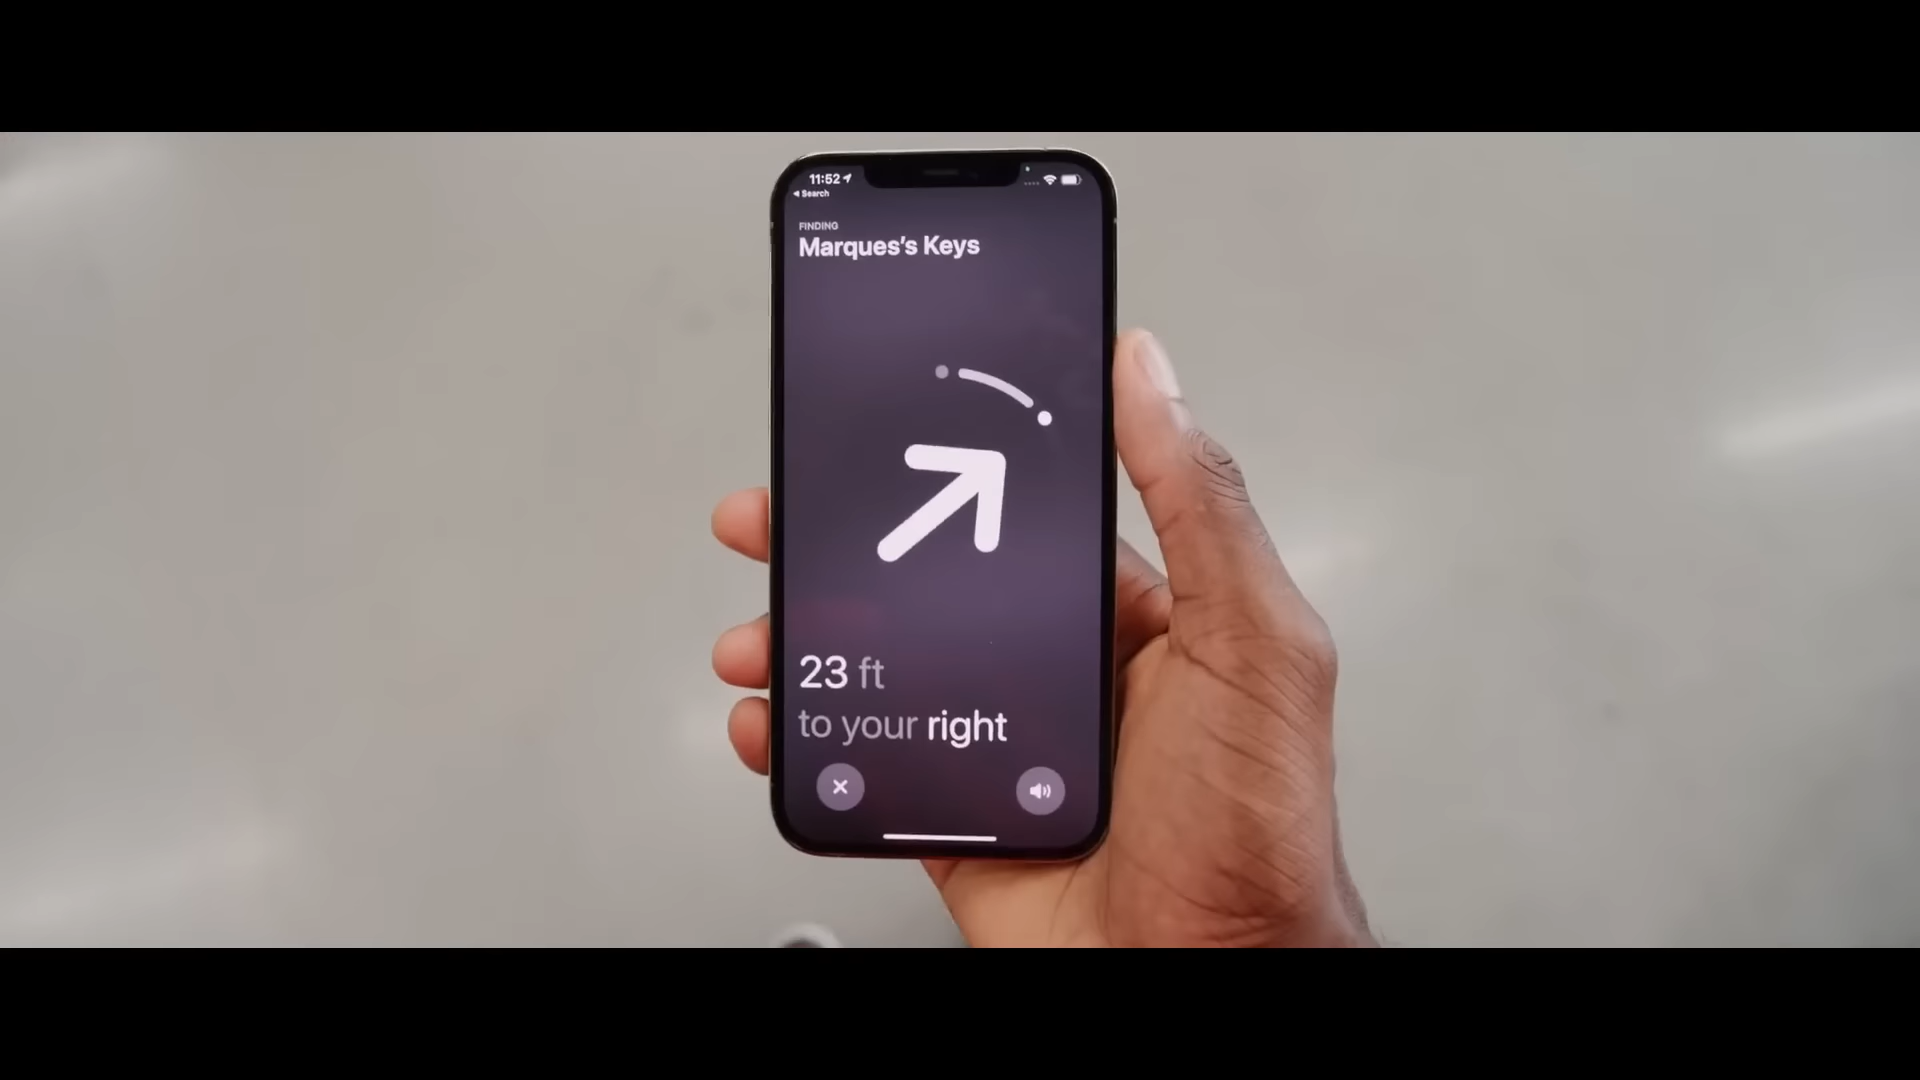 11:52
Search
FINDING
Marques's Keys
23 ft
to your right